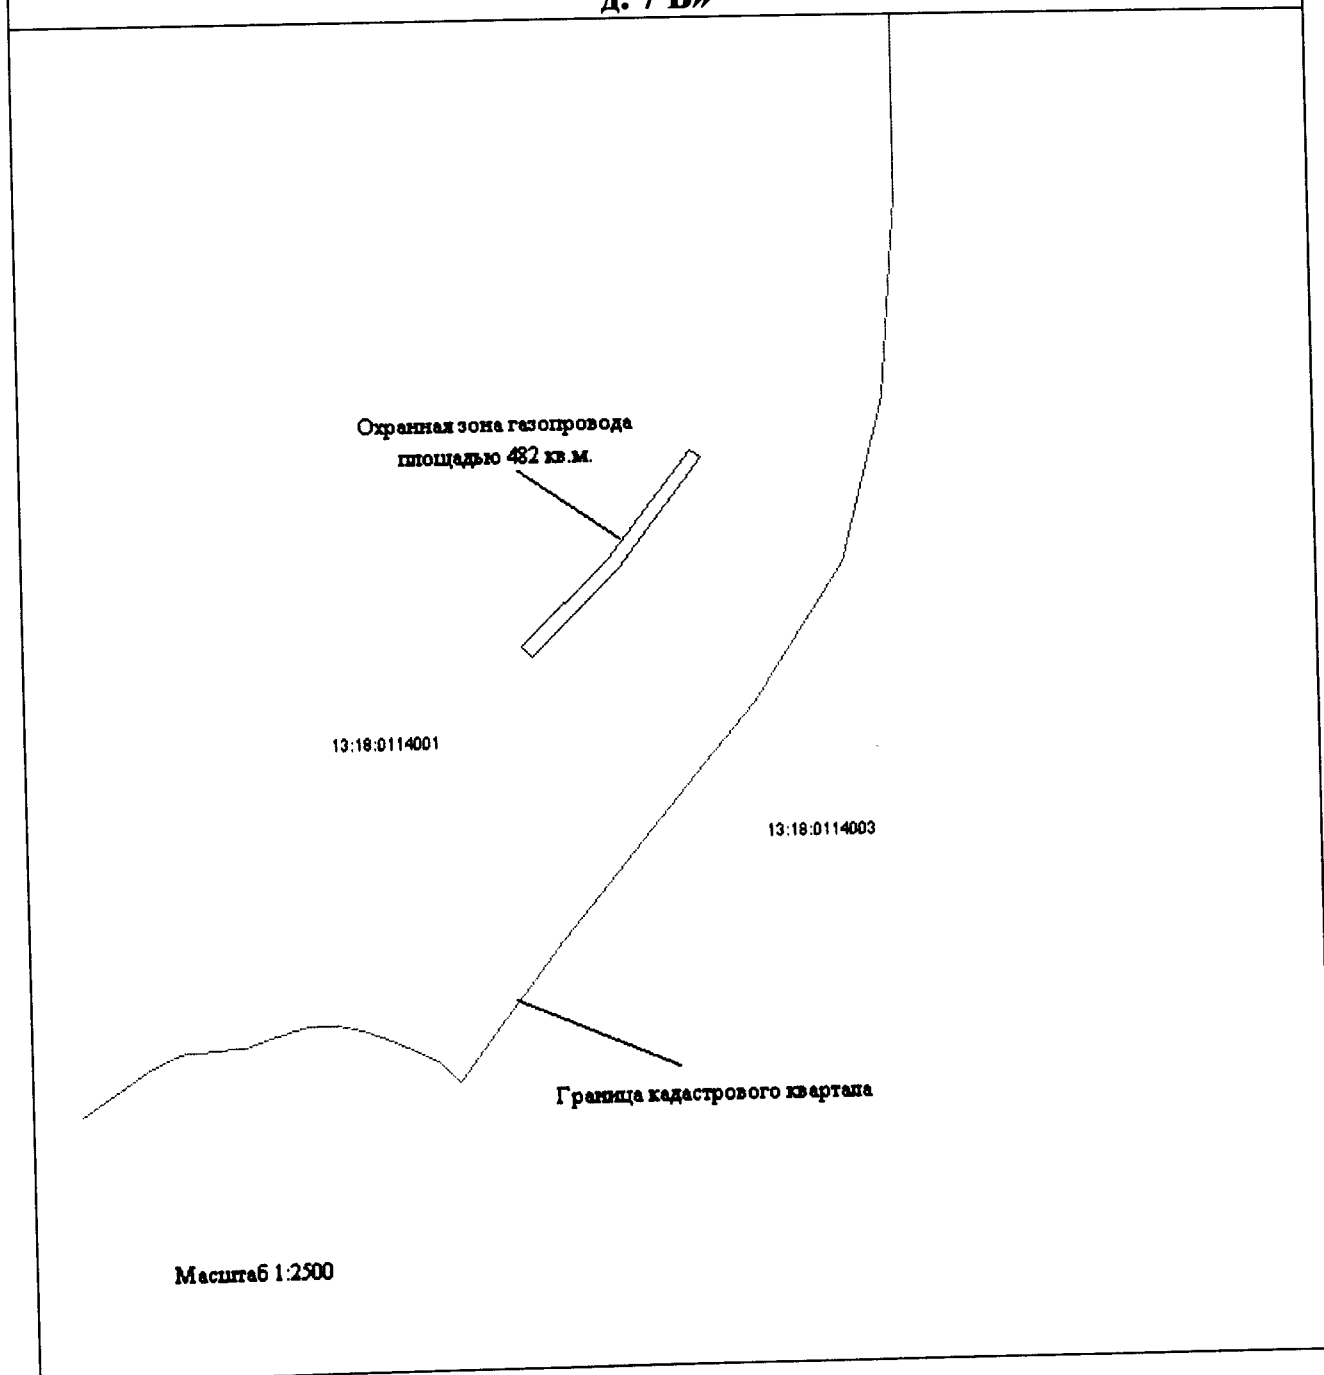 Охранная зона газопровода
площадью 482 кв.м.
13:18:0114001
13:18:0114003
Граница кадастрового квартала
Масштаб 1:2500